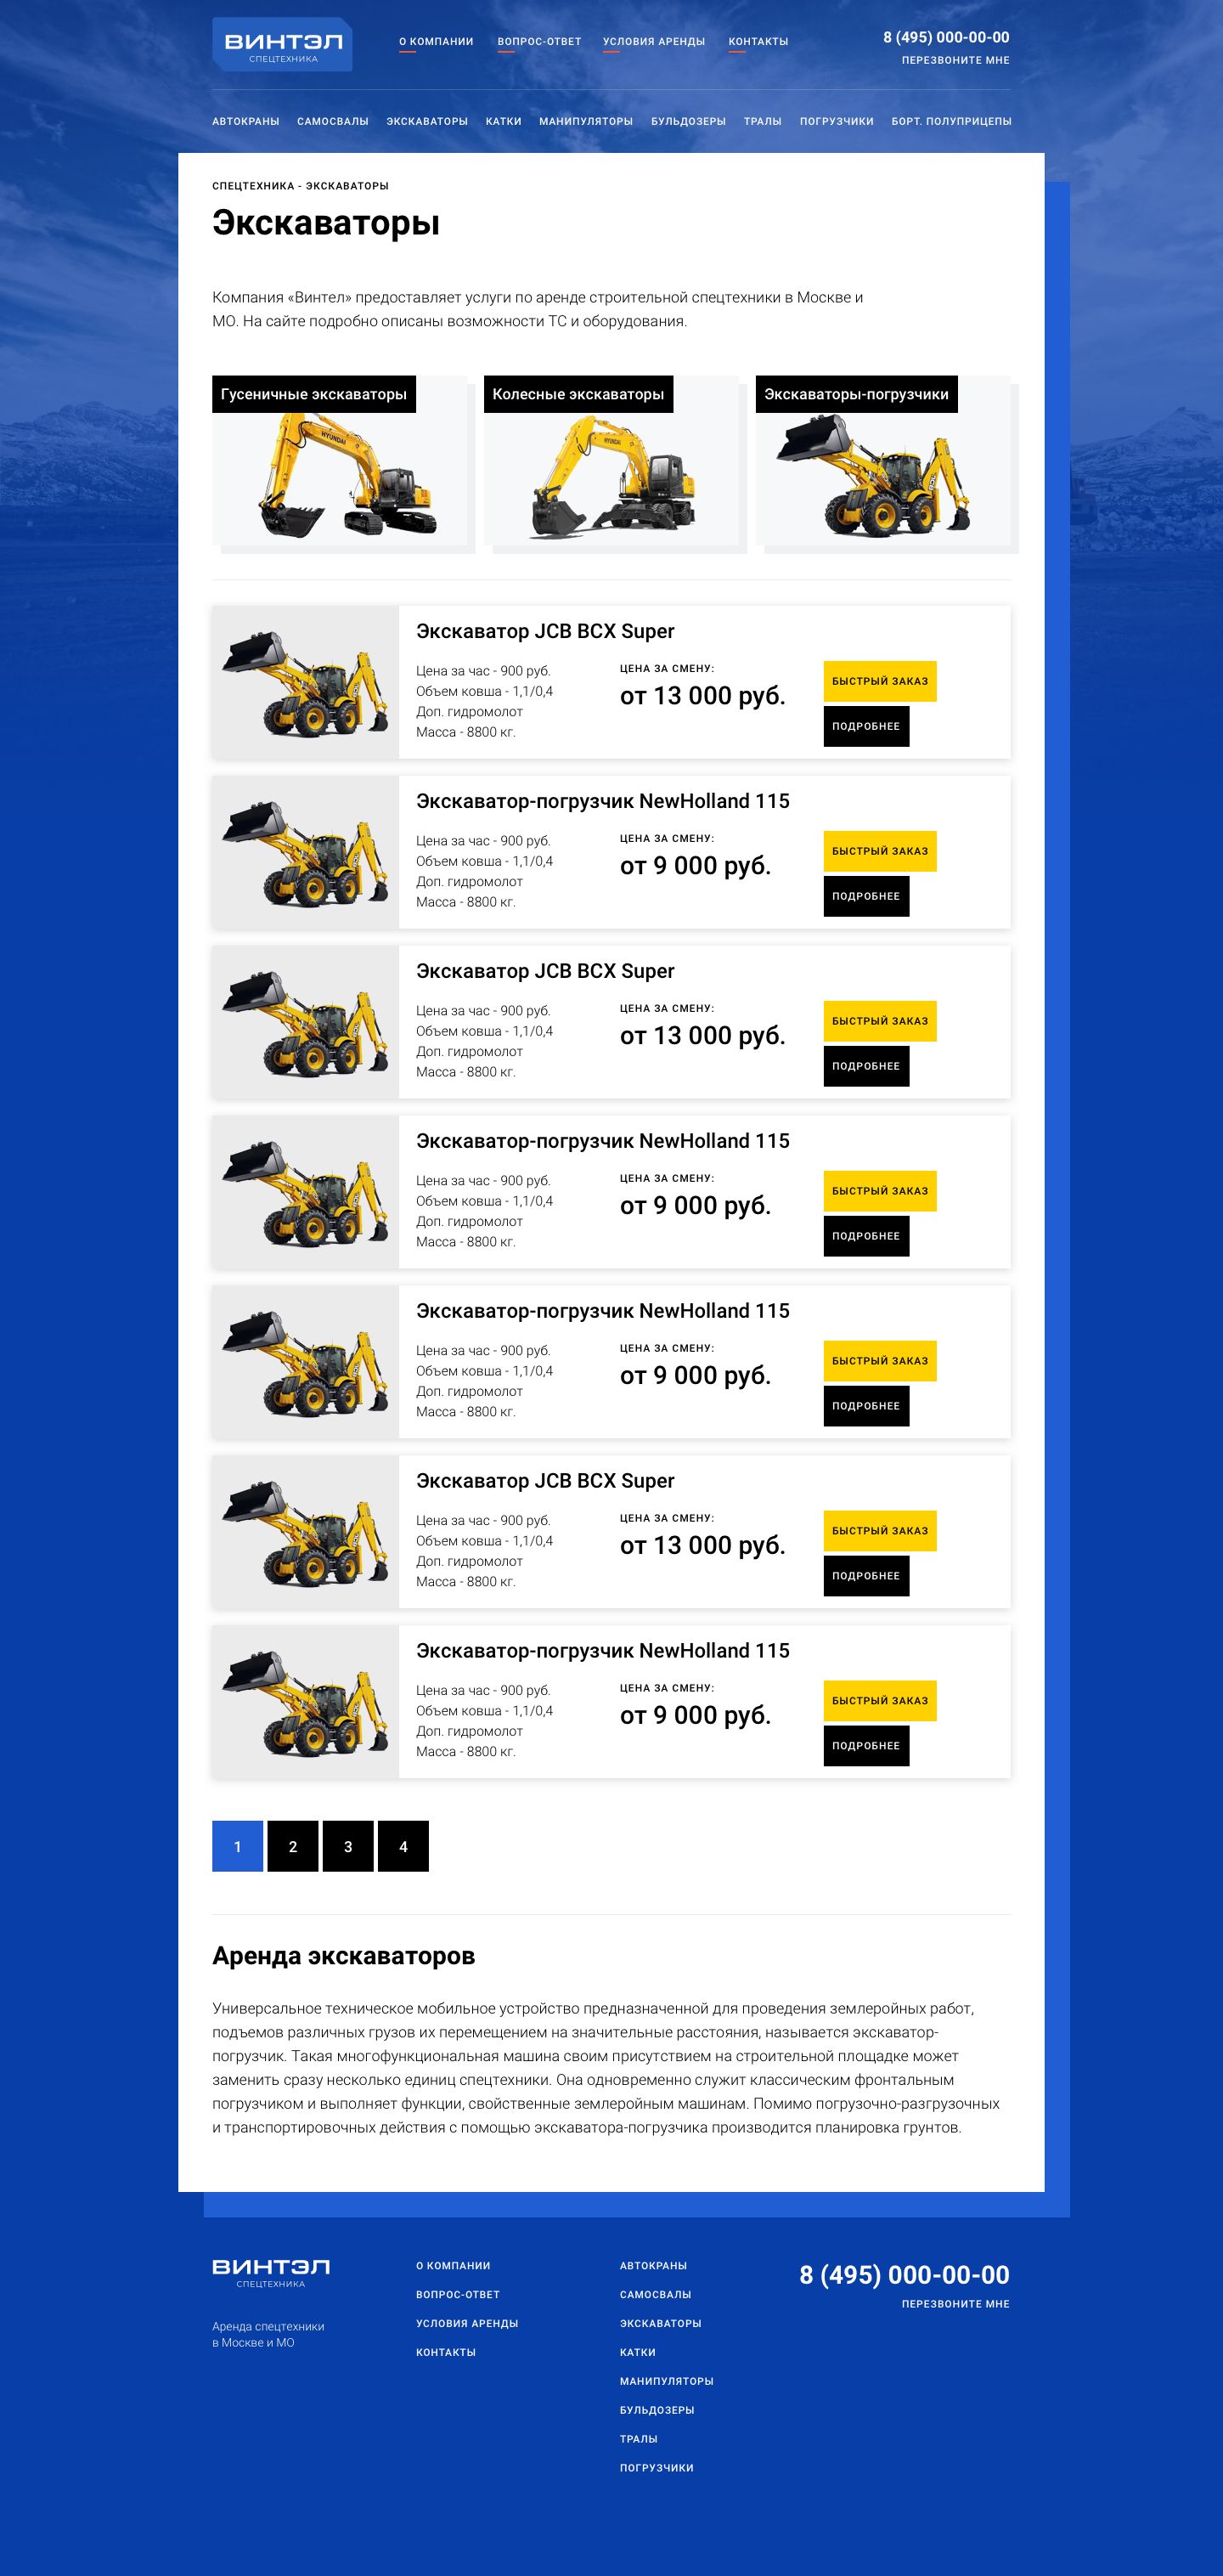 ВИНТЭЛ
СПЕЦТЕХНИКА
О КОМПАНИИ ВОПРОС-ОТВЕТ УСЛОВИЯ АРЕНДЫ КОНТАКТЫ
8 (495) 000-00-00
ПЕРЕЗВОНИТЕ МНЕ
АВТОКРАНЫ САМОСВАЛЫ ЭКСКАВАТОРЫ КАТКИ МАНИПУЛЯТОРЫ БУЛЬДОЗЕРЫ ТРАЛЫ ПОГРУЗЧИКИ БОРТ. ПОЛУПРИЦЕПЫ
СПЕЦТЕХНИКА - ЭКСКАВАТОРЫ
Экскаваторы
Компания «Винтел» предоставляет услуги по аренде строительной спецтехники в Москве и
МО. На сайте подробно описаны возможности ТС и оборудования.
Гусеничные экскаваторы
HYUNDAI
Колесные экскаваторы
HYUNDAI
Экскаваторы-погрузчики
JCB
Экскаватор JCB BCX Super
Цена за час - 900 руб.
Объем ковша - 1,1/0,4
Доп. гидромолот
Масса - 8800 кг.
ЦЕНА ЗА СМЕНУ:
от 13 000 руб.
БЫСТРЫЙ ЗАКАЗ
ПОДРОБНЕЕ
Экскаватор-погрузчик NewHolland 115
Цена за час - 900 руб.
Объем ковша - 1,1/0,4
Доп. гидромолот
Масса - 8800 кг.
ЦЕНА ЗА СМЕНУ:
от 9 000 руб.
БЫСТРЫЙ ЗАКАЗ
ПОДРОБНЕЕ
Экскаватор JCB BCX Super
Цена за час - 900 руб.
Объем ковша - 1,1/0,4
Доп. гидромолот
Масса - 8800 кг.
ЦЕНА ЗА СМЕНУ:
от 13 000 руб.
БЫСТРЫЙ ЗАКАЗ
ПОДРОБНЕЕ
Экскаватор-погрузчик NewHolland 115
Цена за час - 900 руб.
Объем ковша - 1,1/0,4
Доп. гидромолот
Масса - 8800 кг.
ЦЕНА ЗА СМЕНУ:
от 9 000 руб.
БЫСТРЫЙ ЗАКАЗ
ПОДРОБНЕЕ
Экскаватор-погрузчик NewHolland 115
Цена за час - 900 руб.
Объем ковша - 1,1/0,4
Доп. гидромолот
Масса - 8800 кг.
ЦЕНА ЗА СМЕНУ:
от 9 000 руб.
БЫСТРЫЙ ЗАКАЗ
ПОДРОБНЕЕ
Экскаватор JCB BCX Super
Цена за час - 900 руб.
Объем ковша - 1,1/0,4
Доп. гидромолот
Масса - 8800 кг.
ЦЕНА ЗА СМЕНУ:
от 13 000 руб.
БЫСТРЫЙ ЗАКАЗ
ПОДРОБНЕЕ
Экскаватор-погрузчик NewHolland 115
Цена за час - 900 руб.
Объем ковша - 1,1/0,4
Доп. гидромолот
Масса - 8800 кг.
ЦЕНА ЗА СМЕНУ:
от 9 000 руб.
БЫСТРЫЙ ЗАКАЗ
ПОДРОБНЕЕ
1 2 3 4
Аренда экскаваторов
Универсальное техническое мобильное устройство предназначенной для проведения землеройных работ,
подъемов различных грузов их перемещением на значительные расстояния, называется экскаватор-
погрузчик. Такая многофункциональная машина своим присутствием на строительной площадке может
заменить сразу несколько единиц спецтехники. Она одновременно служит классическим фронтальным
погрузчиком и выполняет функции, свойственные землеройным машинам. Помимо погрузочно-разгрузочных
и транспортировочных действия с помощью экскаватора-погрузчика производится планировка грунтов.
ВИНТЭЛ
СПЕЦТЕХНИКА
Аренда спецтехники
в Москве и МО
О КОМПАНИИ
ВОПРОС-ОТВЕТ
УСЛОВИЯ АРЕНДЫ
КОНТАКТЫ
АВТОКРАНЫ
САМОСВАЛЫ
ЭКСКАВАТОРЫ
КАТКИ
МАНИПУЛЯТОРЫ
БУЛЬДОЗЕРЫ
ТРАЛЫ
ПОГРУЗЧИКИ
8 (495) 000-00-00
ПЕРЕЗВОНИТЕ МНЕ